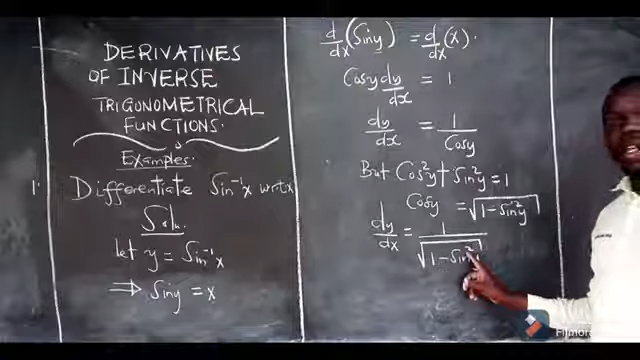 DERIVATIVES
OF INVERSE
TRIGONOMETRICAL
FUNCTIONS.
Examples
1. Differentiate Sin⁻¹x wrt x
Soln.
let y = Sin⁻¹x
⇒ Siny = x
d/dx (Siny) = d/dx (x).
Cosy dy/dx = 1
dy/dx = 1/Cosy
But Cos²y + Sin²y = 1
Cosy = √(1 - Sin²y)
dy/dx = 1/√(1 - Sin²